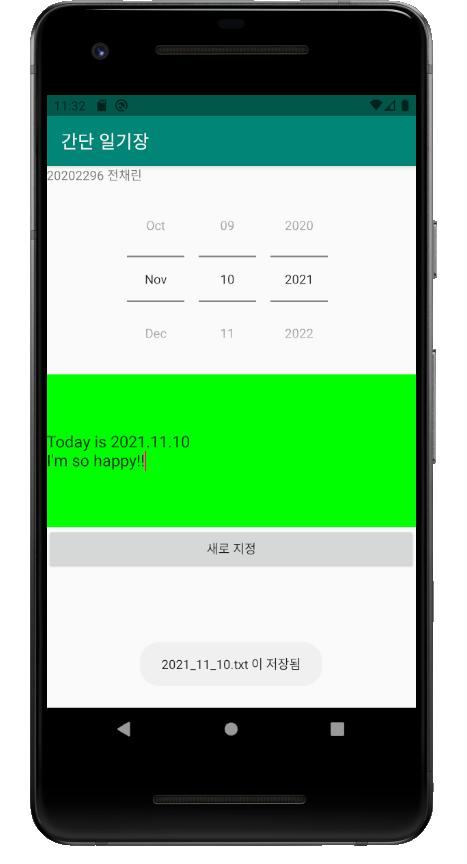 11:32
간단 일기장
20202296 전채린
Oct 09 2020
Nov 10 2021
Dec 11 2022
Today is 2021.11.10
I'm so happy!!
새로 지정
2021_11_10.txt 이 저장됨